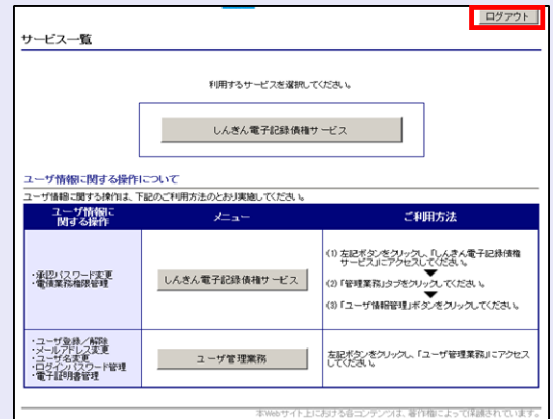 ログアウト
サービス一覧
利用するサービスを選択してください。
しんきん電子記録債権サービス
ユーザ情報に関する操作について
ユーザ情報に関する操作は、下記のご利用方法のとおり実施してください。
ユーザ情報に
関する操作
メニュー
ご利用方法
・承認パスワード変更
・電債業務権限管理
しんきん電子記録債権サービス
(1) 左記ボタンをクリックし、「しんきん電子記録債権
サービス」にアクセスしてください。
(2) 「管理業務」タブをクリックしてください。
(3) 「ユーザ情報管理」ボタンをクリックしてください。
・ユーザ登録／解除
・メールアドレス変更
・ユーザ名変更
・ログインパスワード管理
・電子証明書管理
ユーザ管理業務
左記ボタンをクリックし、「ユーザ管理業務」にアクセス
してください。
本Webサイト上における各コンテンツは、著作権によって保護されています。